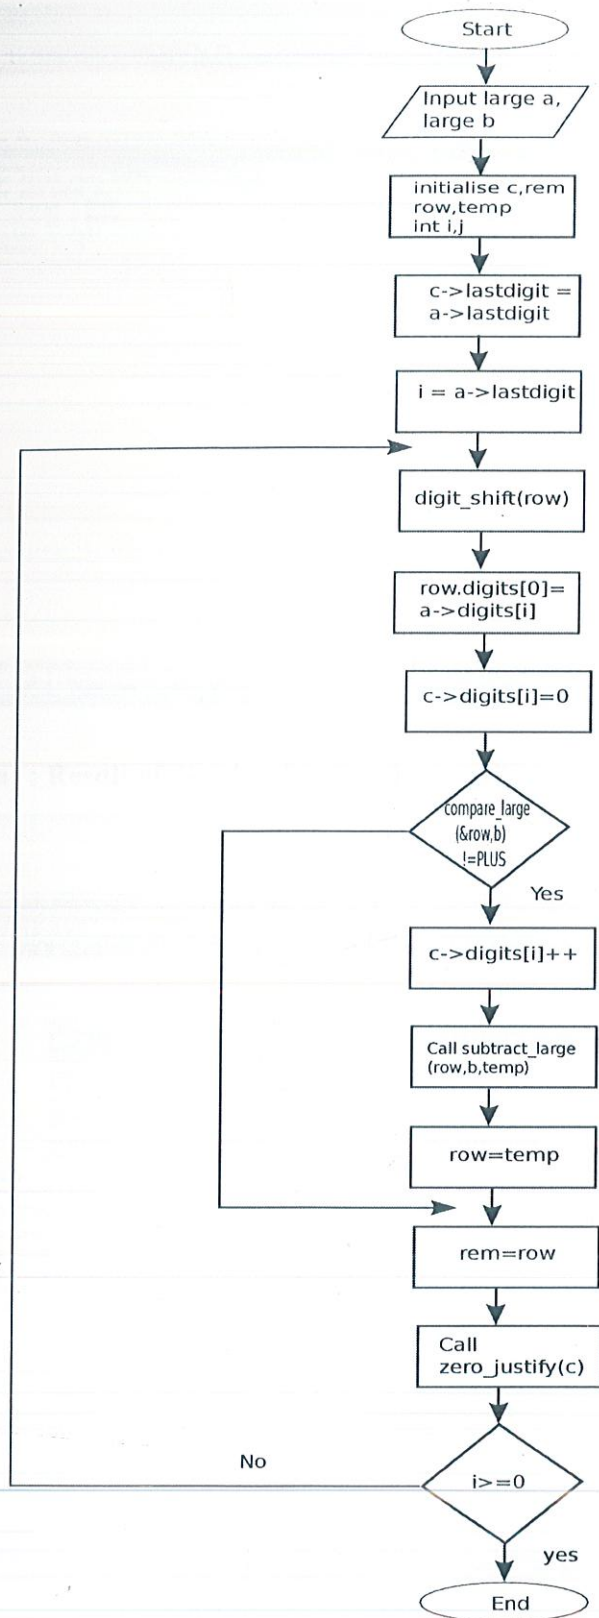 Start
Input large a,
large b
initialise c,rem
row,temp
int i,j
c->lastdigit =
a->lastdigit
i = a->lastdigit
digit_shift(row)
row.digits[0]=
a->digits[i]
c->digits[i]=0
compare_large
(&row,b)
!=PLUS
Yes
c->digits[i]++
Call subtract_large
(row,b,temp)
row=temp
rem=row
Call
zero_justify(c)
No
i>=0
yes
End